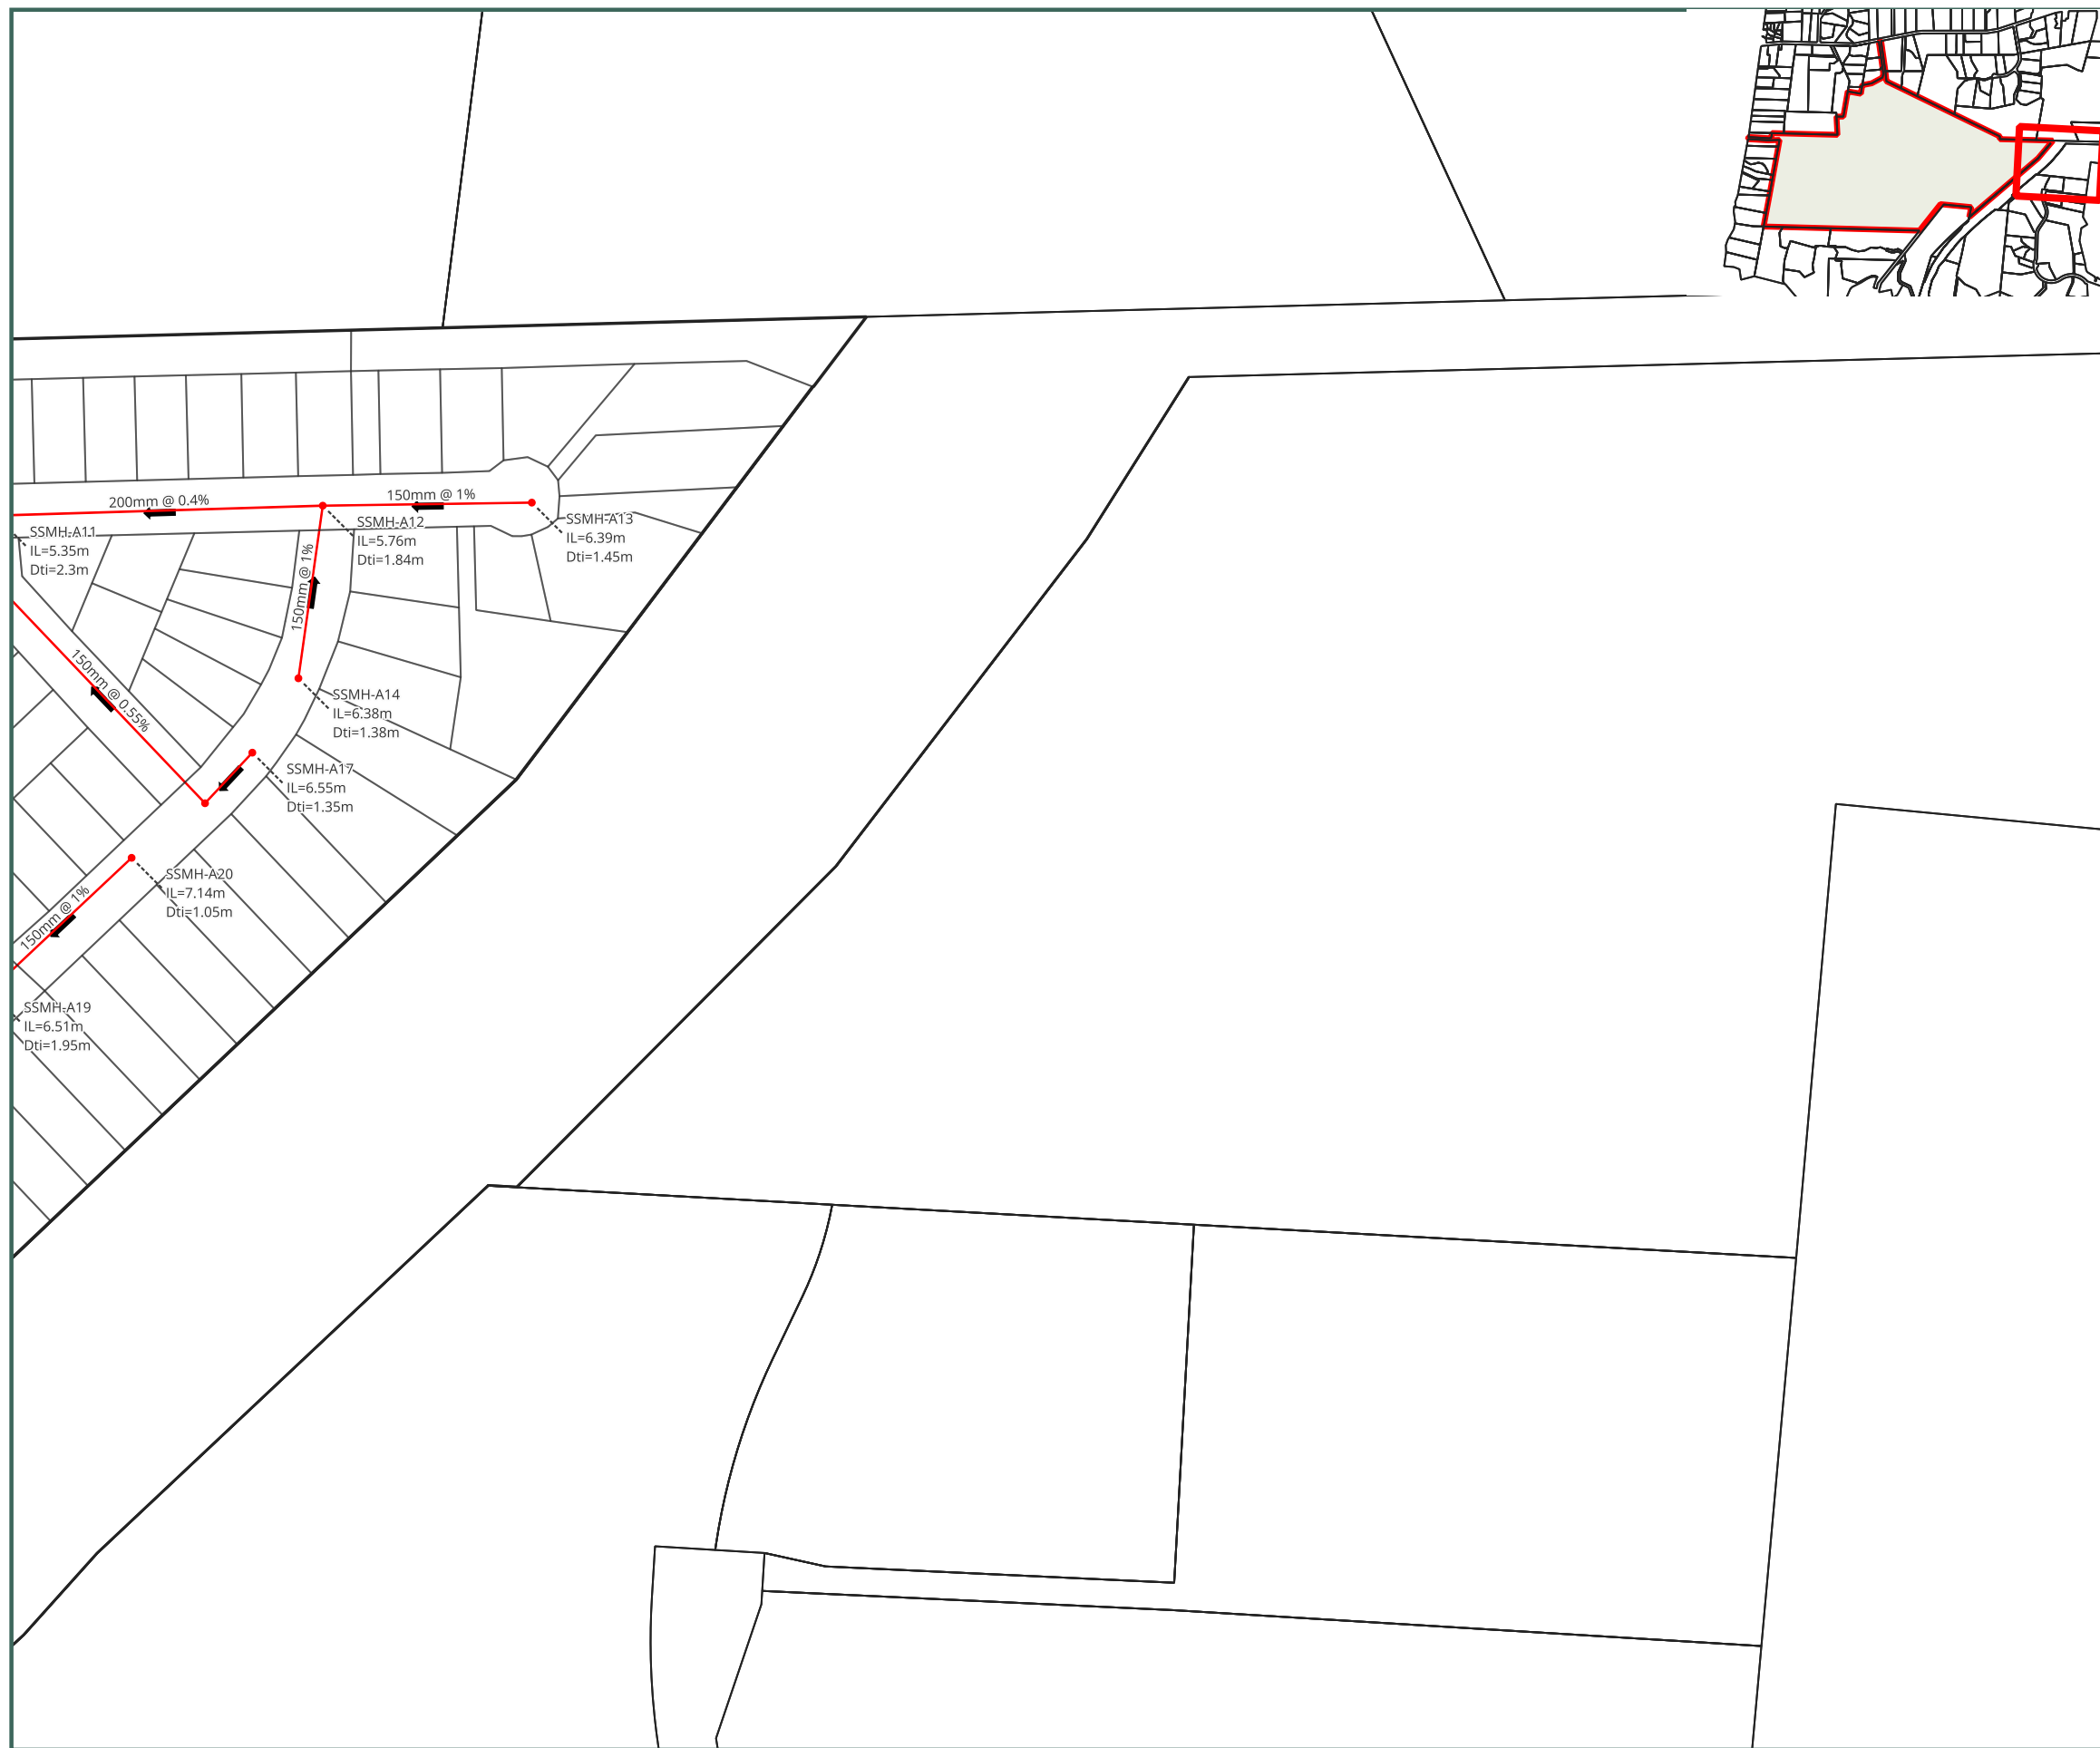 200mm @ 0.4%
150mm @ 1%
SSMH-A11
IL=5.35m
Dti=2.3m
SSMH-A12
IL=5.76m
Dti=1.84m
SSMH-A13
IL=6.39m
Dti=1.45m
150mm @ 1%
150mm @ 0.55%
SSMH-A14
IL=6.38m
Dti=1.38m
SSMH-A17
IL=6.55m
Dti=1.35m
SSMH-A20
IL=7.14m
Dti=1.05m
150mm @ 1%
SSMH-A19
IL=6.51m
Dti=1.95m